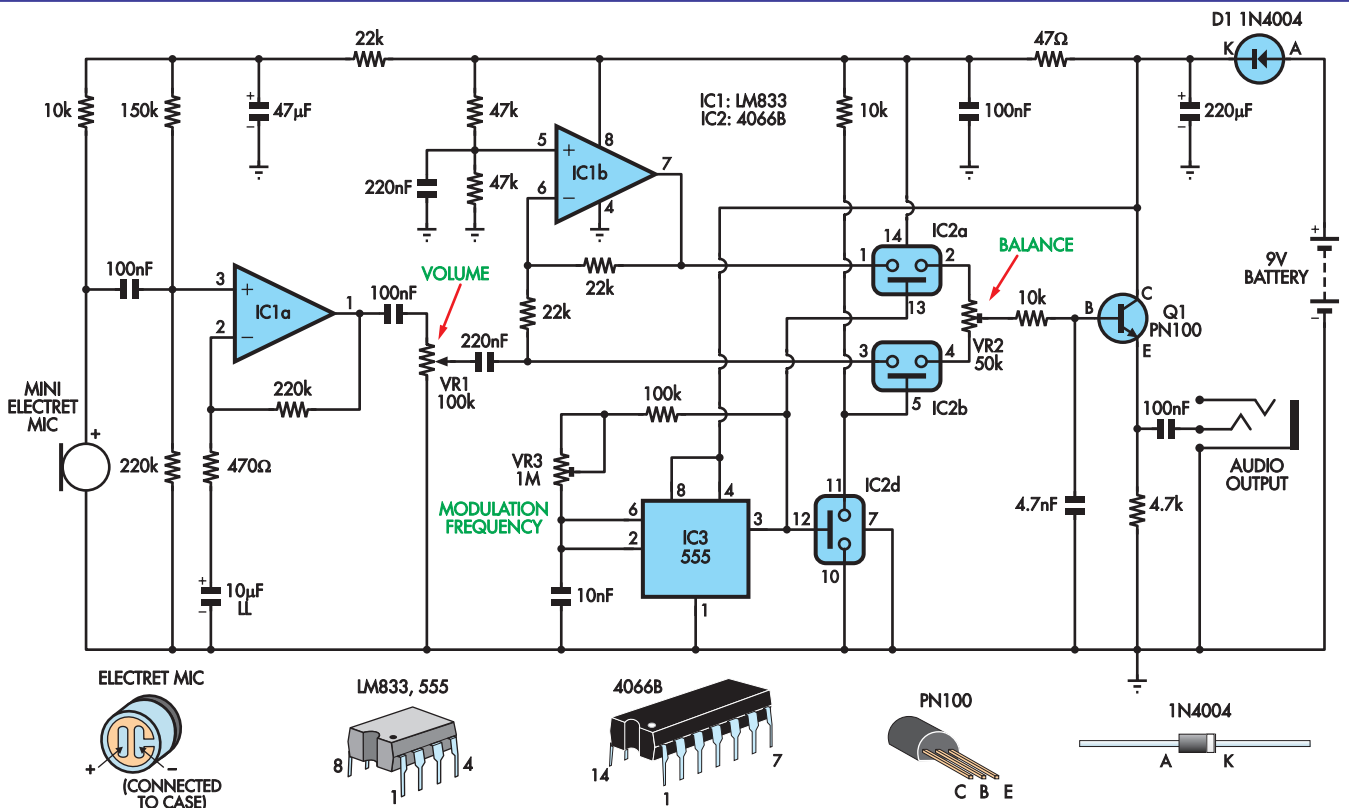 D1 1N4004
22k
47Ω
K
A
10k
150k
+
47µF
−
47k
IC1: LM833
IC2: 4066B
10k
100nF
+
220µF
−
5
+
8
IC1b
7
220nF
47k
6
−
4
14
IC2a
BALANCE
+
9V
BATTERY
−
1
2
100nF
3
+
IC1a
1
100nF
VOLUME
22k
13
10k
C
B
Q1
PN100
E
2
−
22k
220nF
3
4
VR2
50k
VR1
100k
5
IC2b
MINI
ELECTRET
MIC
+
220k
100k
100nF
220k
470Ω
VR3
1M
8
4
11
IC2d
AUDIO
OUTPUT
MODULATION
FREQUENCY
6
2
IC3
555
3
12
7
4.7nF
4.7k
10
+
10µF
LL
−
10nF
1
ELECTRET MIC
+
−
(CONNECTED
TO CASE)
LM833, 555
8
4
1
4066B
14
7
1
PN100
C B E
1N4004
A
K